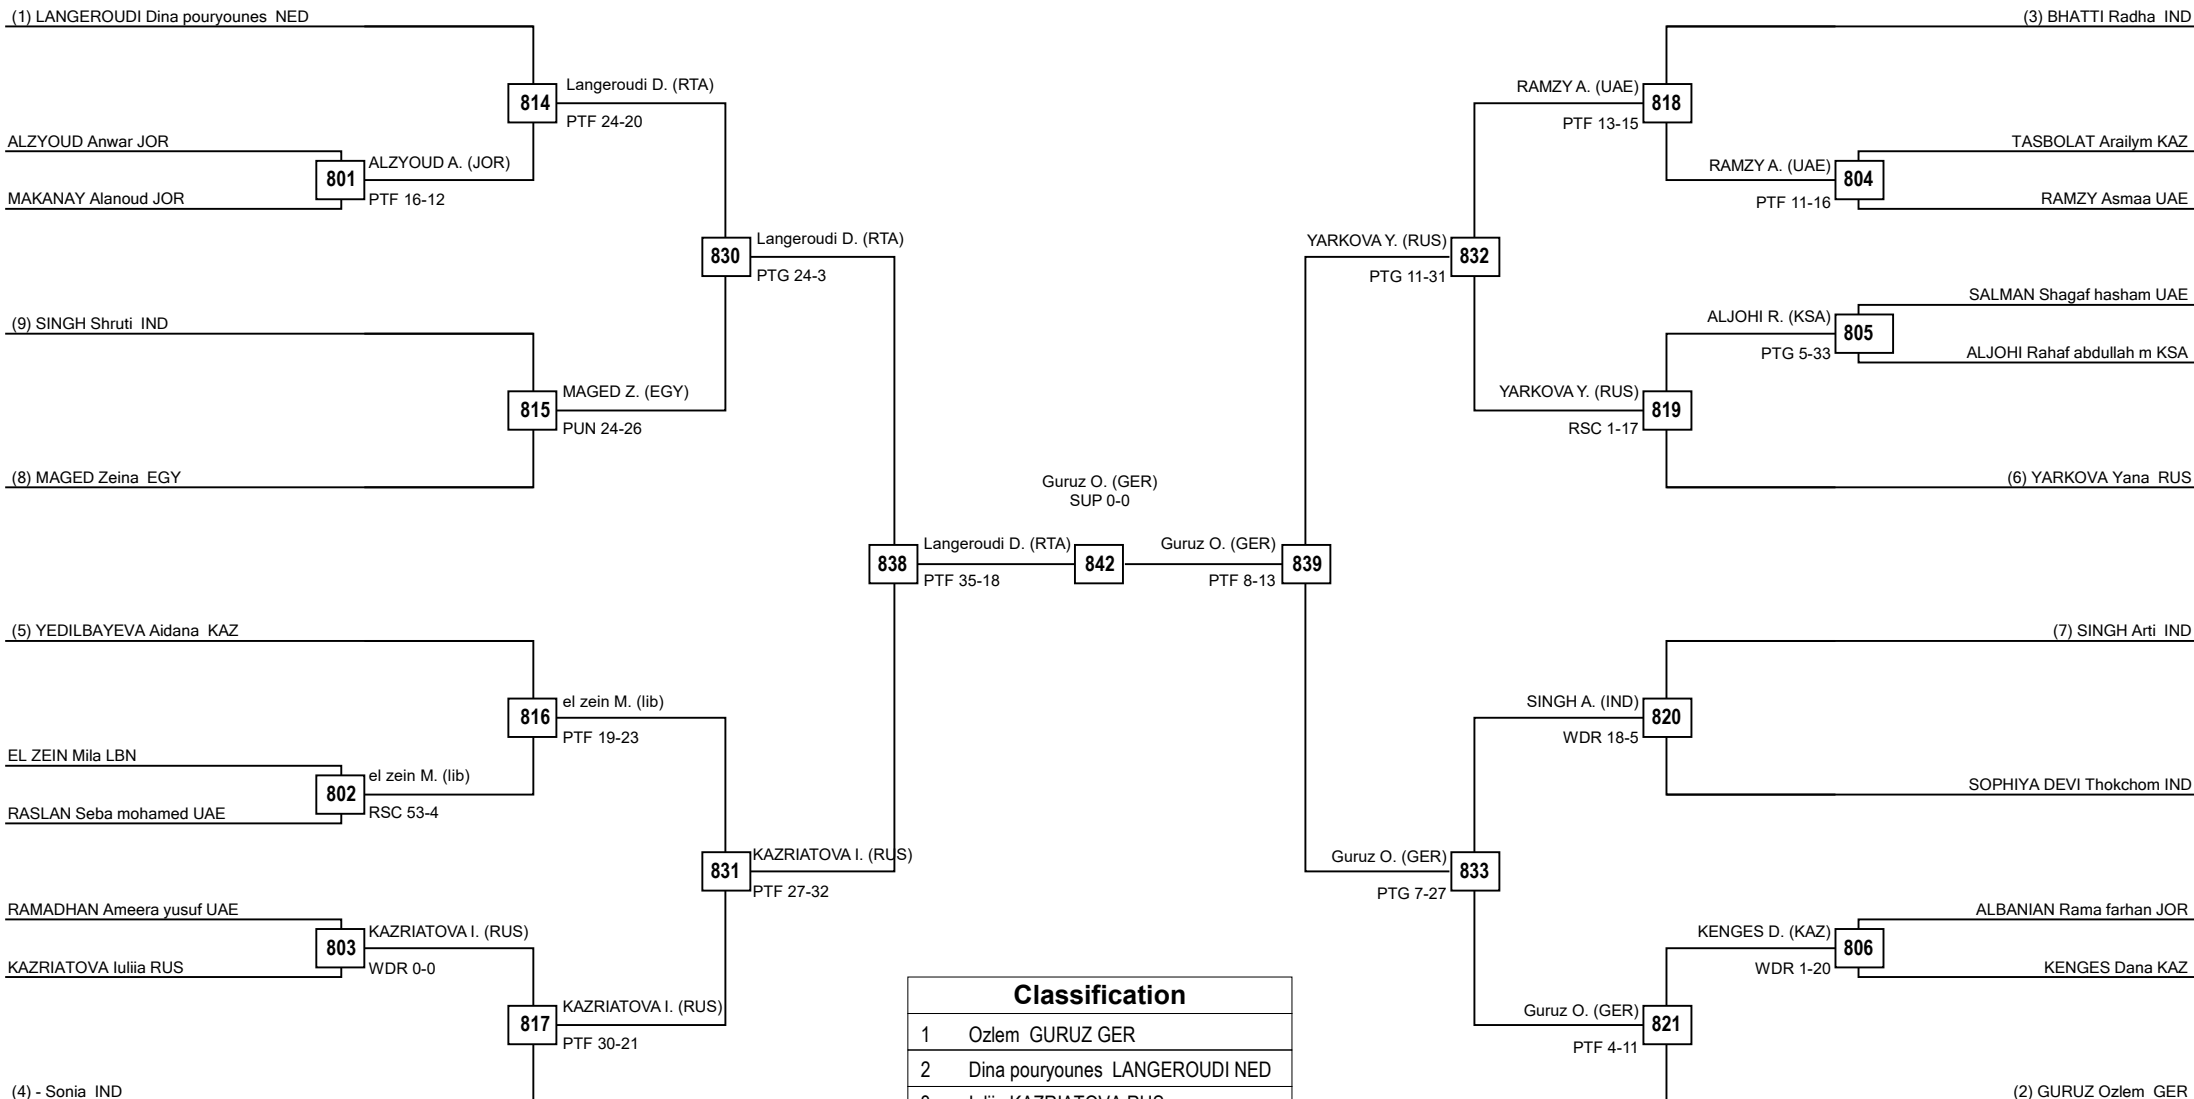 (1) LANGEROUDI Dina pouryounes NED
Langeroudi D. (RTA)
814
PTF 24-20
ALZYOUD Anwar JOR
ALZYOUD A. (JOR)
801
MAKANAY Alanoud JOR
PTF 16-12
Langeroudi D. (RTA)
830
PTG 24-3
(9) SINGH Shruti IND
MAGED Z. (EGY)
815
PUN 24-26
(8) MAGED Zeina EGY
Guruz O. (GER)
SUP 0-0
838
Langeroudi D. (RTA)
PTF 35-18
842
Guruz O. (GER)
839
PTF 8-13
(5) YEDILBAYEVA Aidana KAZ
el zein M. (lib)
816
PTF 19-23
EL ZEIN Mila LBN
el zein M. (lib)
802
RASLAN Seba mohamed UAE
RSC 53-4
KAZRIATOVA I. (RUS)
831
PTF 27-32
RAMADHAN Ameera yusuf UAE
KAZRIATOVA I. (RUS)
803
KAZRIATOVA Iuliia RUS
WDR 0-0
KAZRIATOVA I. (RUS)
817
PTF 30-21
(4) - Sonia IND
(3) BHATTI Radha IND
RAMZY A. (UAE)
818
PTF 13-15
TASBOLAT Arailym KAZ
RAMZY A. (UAE)
804
PTF 11-16
RAMZY Asmaa UAE
YARKOVA Y. (RUS)
832
PTG 11-31
SALMAN Shagaf hasham UAE
ALJOHI R. (KSA)
805
PTG 5-33
ALJOHI Rahaf abdullah m KSA
YARKOVA Y. (RUS)
819
RSC 1-17
(6) YARKOVA Yana RUS
(7) SINGH Arti IND
SINGH A. (IND)
820
WDR 18-5
SOPHIYA DEVI Thokchom IND
Guruz O. (GER)
833
PTG 7-27
ALBANIAN Rama farhan JOR
KENGES D. (KAZ)
806
WDR 1-20
KENGES Dana KAZ
Guruz O. (GER)
821
PTF 4-11
(2) GURUZ Ozlem GER
Classification
1 Ozlem GURUZ GER
2 Dina pouryounes LANGEROUDI NED
KAZRIATOVA RUS